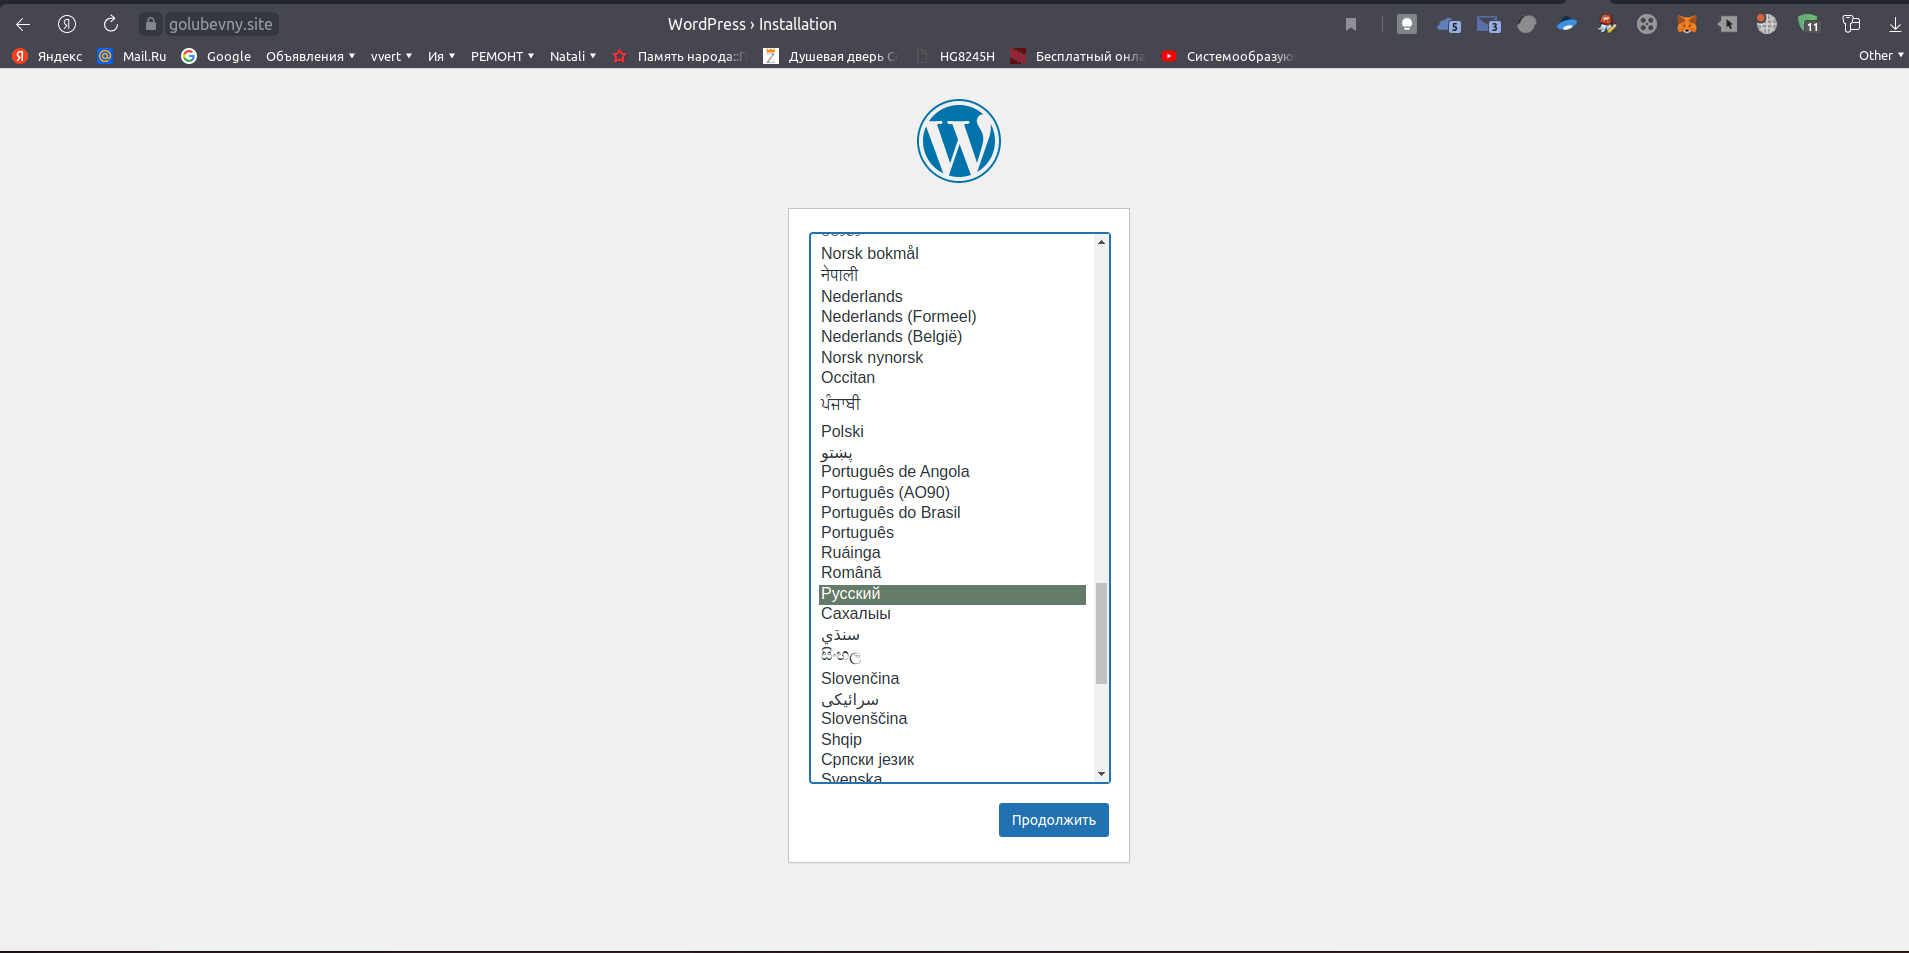 golubevny.site
WordPress › Installation
5
3
11
Яндекс
Mail.Ru
Google
Объявления
vvert
Ия
РЕМОНТ
Natali
Память народа::П
Душевая дверь
HG8245H
Бесплатный онла
Системообразую
Other
Norsk bokmål
नेपाली
Nederlands
Nederlands (Formeel)
Nederlands (België)
Norsk nynorsk
Occitan
ਪੰਜਾਬੀ
Polski
پښتو
Português de Angola
Português (AO90)
Português do Brasil
Português
Ruáinga
Română
Русский
Сахалыы
سنڌي
සිංහල
Slovenčina
سرائیکی
Slovenščina
Shqip
Српски језик
Svenska
Продолжить